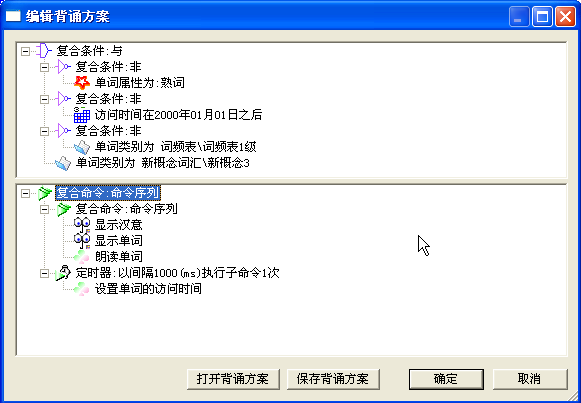 编辑背诵方案
复合条件:与
复合条件:非
单词属性为:熟词
复合条件:非
访问时间在2000年01月01日之后
复合条件:非
单词类别为 词频表\词频表1级
单词类别为 新概念词汇\新概念3
复合命令:命令序列
复合命令:命令序列
显示汉意
显示单词
朗读单词
定时器:以间隔1000(ms)执行子命令1次
设置单词的访问时间
打开背诵方案 保存背诵方案 确定 取消